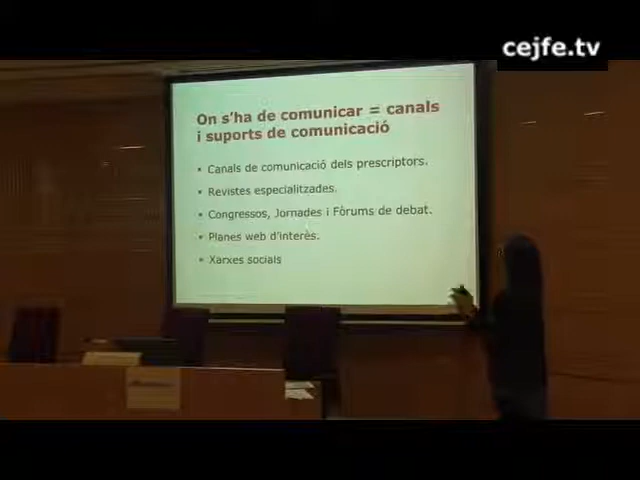 cejfe.tv
On s'ha de comunicar = canals
i suports de comunicació
• Canals de comunicació dels prescriptors.
• Revistes especialitzades.
• Congressos, Jornades i Fòrums de debat.
• Planes web d'interès.
• Xarxes socials